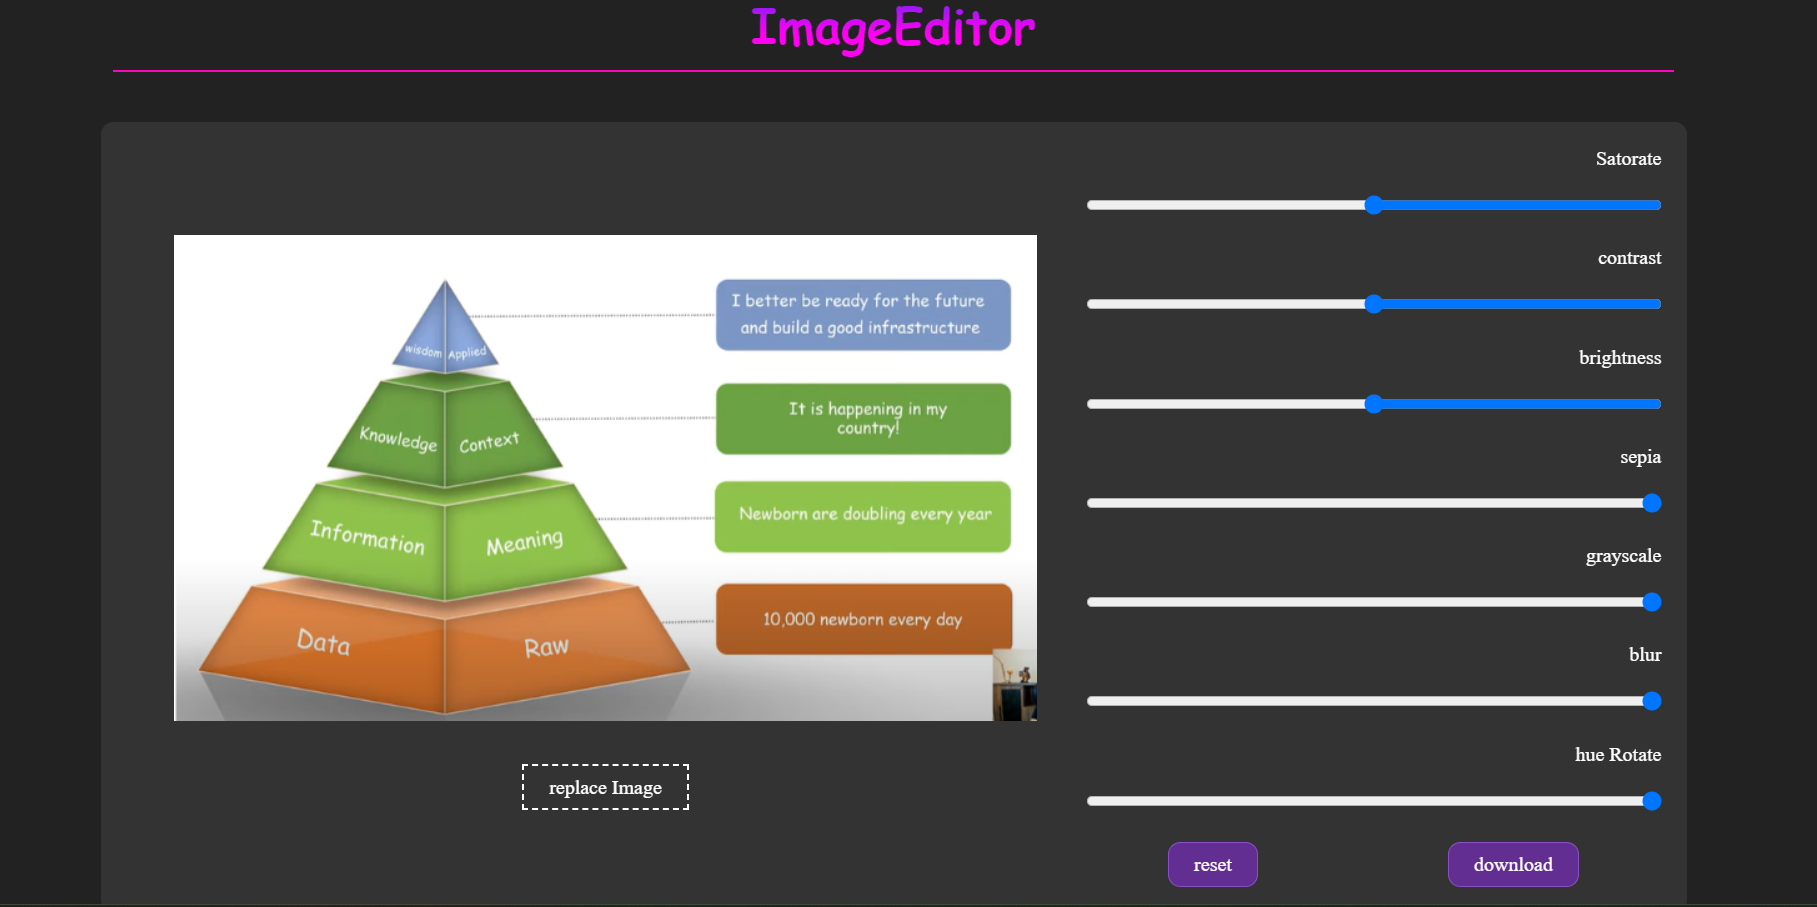 ImageEditor
I better be ready for the future
and build a good infrastructure
wisdom Applied
It is happening in my
country!
Knowledge Context
Newborn are doubling every year
Information Meaning
10,000 newborn every day
Data Raw
replace Image
Satorate
contrast
brightness
sepia
grayscale
blur
hue Rotate
reset download